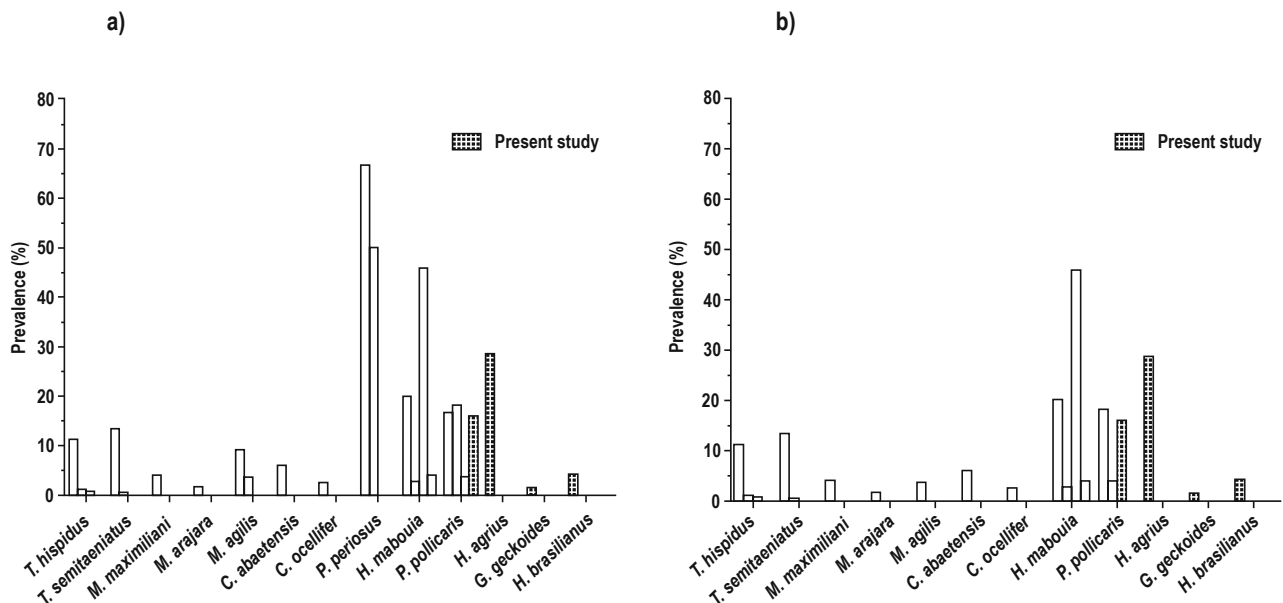 a)
80
70
60
50
40
30
20
10
0
Prevalence (%)
Present study
T. hispidus
T. semitaeniatus
M. maximiliani
M. arajara
M. agilis
C. abaetensis
C. ocellifer
P. periosus
H. mabouia
P. pollicaris
H. agrius
G. geckoides
H. brasilianus
b)
80
70
60
50
40
30
20
10
0
Prevalence (%)
Present study
T. hispidus
T. semitaeniatus
M. maximiliani
M. arajara
M. agilis
C. abaetensis
C. ocellifer
H. mabouia
P. pollicaris
H. agrius
G. geckoides
H. brasilianus